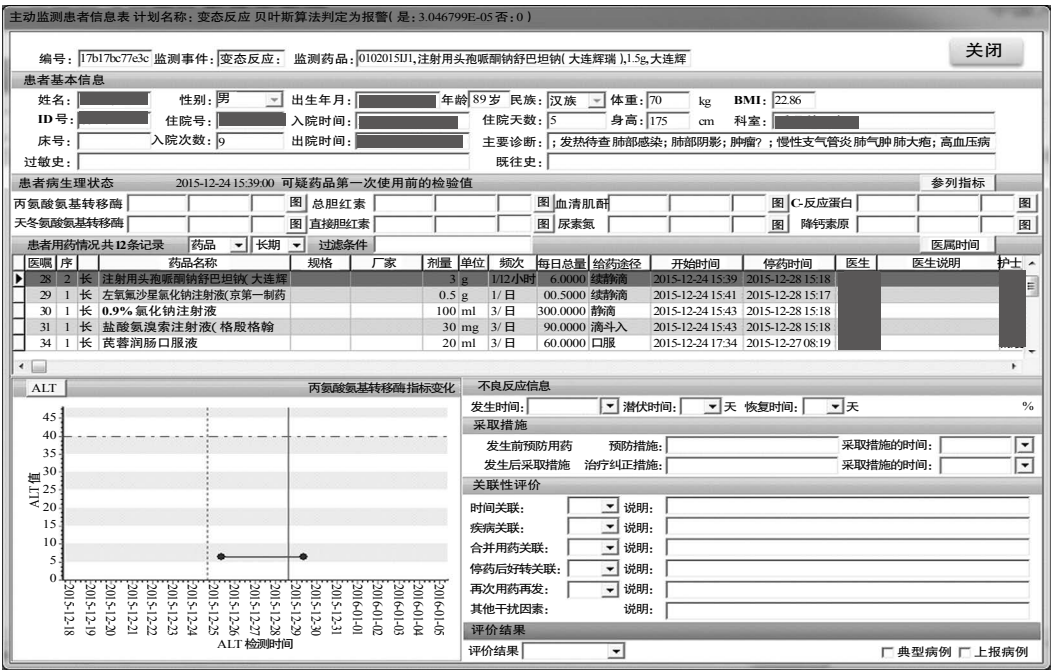 主动监测患者信息表 计划名称: 变态反应 贝叶斯算法判定为报警( 是: 3.046799E-05 否: 0 )
关闭
编号: 17b17bc77e3c 监测事件: 变态反应: 监测药品: 0102015IJ1,注射用头孢哌酮钠舒巴坦钠( 大连辉瑞 ),1.5g,大连辉
患者基本信息
姓名: 性别: 男 出生年月: 年龄 89岁 民族: 汉族 体重: 70 kg BMI: 22.86
ID号: 住院号: 入院时间: 住院天数: 5 身高: 175 cm 科室:
床号: 入院次数: 9 出院时间: 主要诊断: ; 发热待查 肺部感染; 肺部阴影; 肿瘤? ; 慢性支气管炎 肺气肿 肺大疱; 高血压病
过敏史: 既往史:
患者病生理状态 2015-12-24 15:39:00 可疑药品第一次使用前的检验值 参列指标
丙氨酸氨基转移酶 图 总胆红素 图 血清肌酐 图 C-反应蛋白 图
天冬氨酸氨基转移酶 图 直接胆红素 图 尿素氮 图 降钙素原 图
患者用药情况 共12条记录 药品 长期 过滤条件 医属时间
医嘱 序 药品名称 规格 厂家 剂量 单位 频次 每日总量 给药途径 开始时间 停药时间 医生 医生说明 护士
28 2 长 注射用头孢哌酮钠舒巴坦钠( 大连辉 3 g 1/12小时 6.0000 续静滴 2015-12-24 15:39 2015-12-28 15:18
29 1 长 左氧氟沙星氯化钠注射液(京第一制药 0.5 g 1/ 日 00.5000 续静滴 2015-12-24 15:41 2015-12-28 15:17
30 1 长 0.9% 氯化钠注射液 100 ml 3/ 日 300.0000 静滴 2015-12-24 15:43 2015-12-28 15:18
31 1 长 盐酸氨溴索注射液( 格殷格翰 30 mg 3/ 日 90.0000 滴斗入 2015-12-24 15:43 2015-12-28 15:18
34 1 长 芪蓉润肠口服液 20 ml 3/ 日 60.0000 口服 2015-12-24 17:34 2015-12-27 08:19
ALT 丙氨酸氨基转移酶指标变化
45
40
35
30
25
20
15
10
5
0
ALT值
2015-12-18 2015-12-19 2015-12-20 2015-12-21 2015-12-22 2015-12-23 2015-12-24 2015-12-25 2015-12-26 2015-12-27 2015-12-28 2015-12-29 2015-12-30 2015-12-31 2016-01-01 2016-01-02 2016-01-03 2016-01-04 2016-01-05
ALT 检测时间
不良反应信息
发生时间: 潜伏时间: 天 恢复时间: 天 %
采取措施
发生前预防用药 预防措施: 采取措施的时间:
发生后采取措施 治疗纠正措施: 采取措施的时间:
关联性评价
时间关联: 说明:
疾病关联: 说明:
合并用药关联: 说明:
停药后好转关联: 说明:
再次用药再发: 说明:
其他干扰因素: 说明:
评价结果
评价结果 典型病例 上报病例